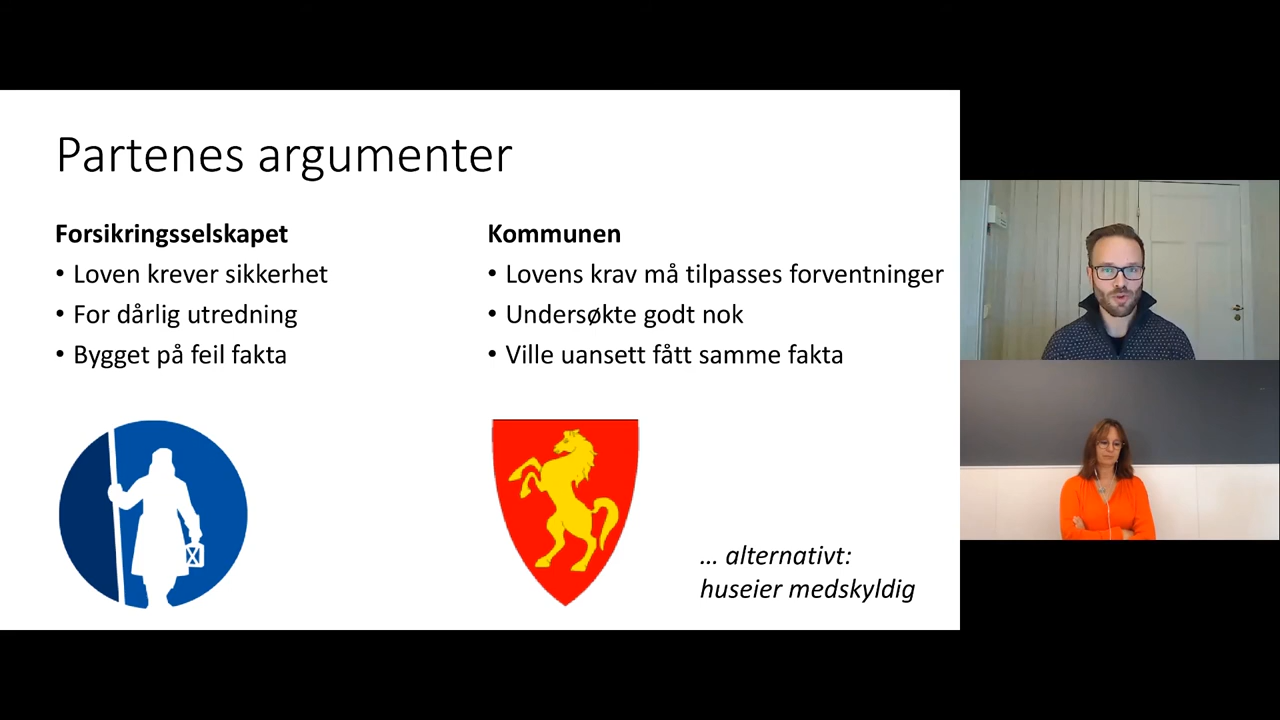 Partenes argumenter
Forsikringsselskapet
• Loven krever sikkerhet
• For dårlig utredning
• Bygget på feil fakta
Kommunen
• Lovens krav må tilpasses forventninger
• Undersøkte godt nok
• Ville uansett fått samme fakta
... alternativt:
huseier medskyldig